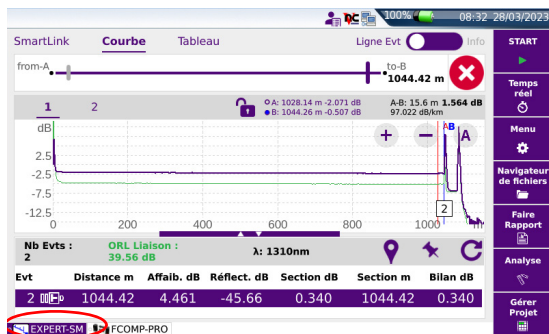 100% 08:32 28/03/2023
SmartLink Courbe Tableau Ligne Evt Info START
from-A to-B
1044.42 m
Temps
réel
1 2 A: 1028.14 m -2.071 dB A-B: 15.6 m 1.564 dB
B: 1044.26 m -0.507 dB 97.022 dB/km
dB A B
+ − A
Menu
2.5
-2.5
-7.5
-12.5
2
0 200 400 600 800 1000
Navigateur
de fichiers
Faire
Rapport
Nb Evts :
2
ORL Liaison :
39.56 dB
λ: 1310nm
Analyse
Evt Distance m Affaib. dB Réflect. dB Section dB Section m Bilan dB
2 1044.42 4.461 -45.66 0.340 1044.42 0.340
Gérer
Projet
EXPERT-SM FCOMP-PRO